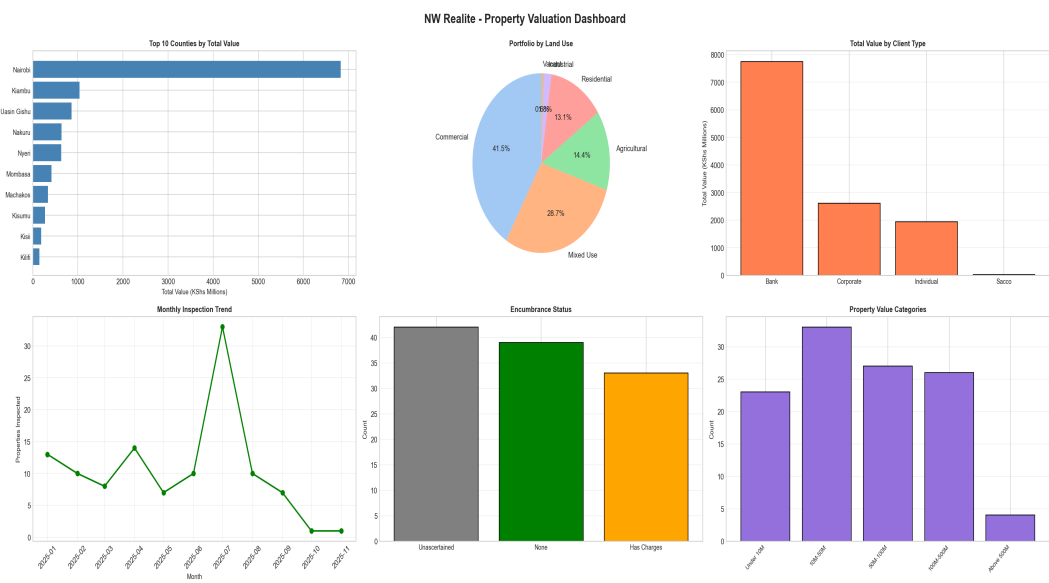 NW Realite - Property Valuation Dashboard
Top 10 Counties by Total Value
Nairobi
Kiambu
Uasin Gishu
Nakuru
Nyeri
Mombasa
Machakos
Kisumu
Kisii
Kilifi
0 1000 2000 3000 4000 5000 6000 7000
Total Value (KShs Millions)
Portfolio by Land Use
Residential
Commercial
Agricultural
Mixed Use
13.1%
41.5%
14.4%
28.7%
Total Value by Client Type
Total Value (KShs Millions)
8000
7000
6000
5000
4000
3000
2000
1000
0
Bank Corporate Individual Sacco
Monthly Inspection Trend
Properties Inspected
30
25
20
15
10
5
0
2025-01 2025-02 2025-03 2025-04 2025-05 2025-06 2025-07 2025-08 2025-09 2025-10 2025-11
Month
Encumbrance Status
Count
40
35
30
25
20
15
10
5
0
Unascertained None Has Charges
Property Value Categories
Count
30
25
20
15
10
5
0
Under 10M 10M-50M 50M-100M 100M-500M Above 500M